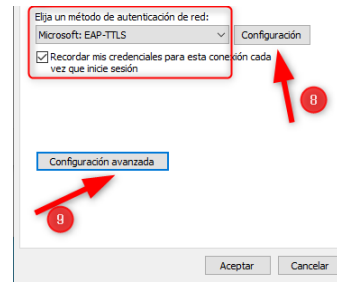 Elija un método de autenticación de red:
Microsoft: EAP-TTLS Configuración
Recordar mis credenciales para esta conexión cada
vez que inicie sesión
8
Configuración avanzada
9
Aceptar Cancelar